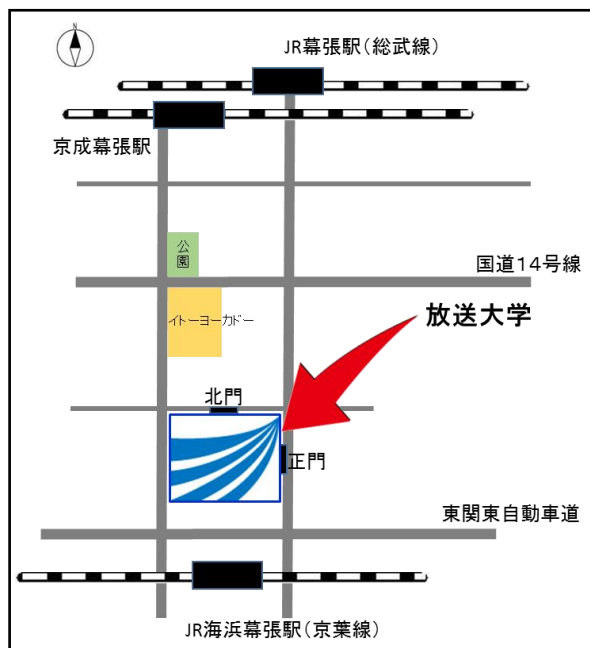 N
JR幕張駅(総武線)
京成幕張駅
公
園
国道14号線
イトーヨーカドー
放送大学
北門
正門
東関東自動車道
JR海浜幕張駅(京葉線)